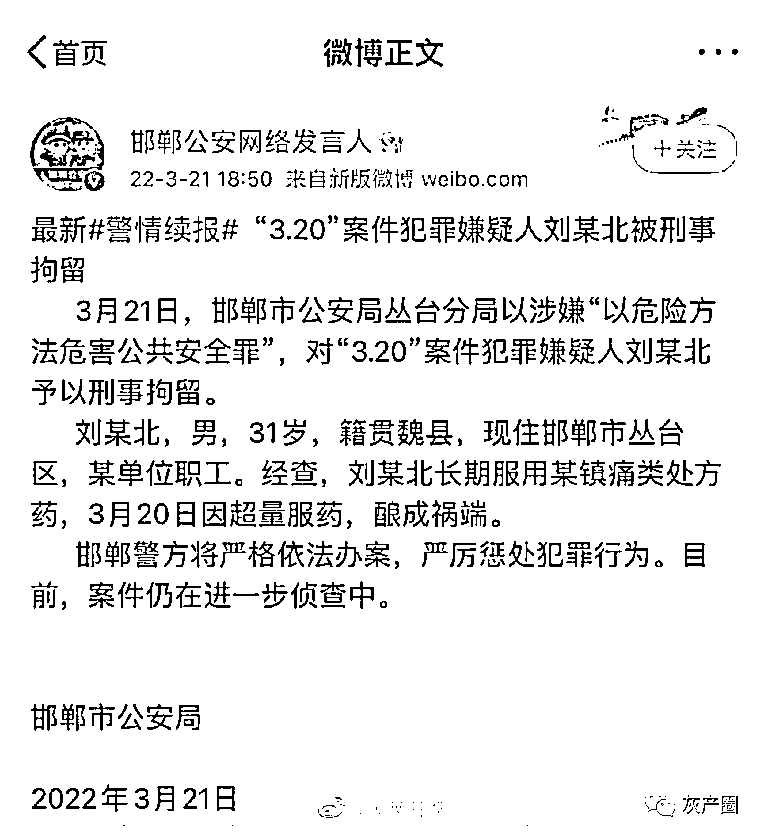 首页
微博正文
邯郸公安网络发言人
+关注
22-3-21 18:50 来自新版微博 weibo.com
最新#警情续报# “3.20”案件犯罪嫌疑人刘某北被刑事
拘留
3月21日，邯郸市公安局丛台分局以涉嫌“以危险方
法危害公共安全罪”，对“3.20”案件犯罪嫌疑人刘某北
予以刑事拘留。
刘某北，男，31岁，籍贯魏县，现住邯郸市丛台
区，某单位职工。经查，刘某北长期服用某镇痛类处方
药，3月20日因超量服药，酿成祸端。
邯郸警方将严格依法办案，严厉惩处犯罪行为。目
前，案件仍在进一步侦查中。
邯郸市公安局
2022年3月21日
灰产圈